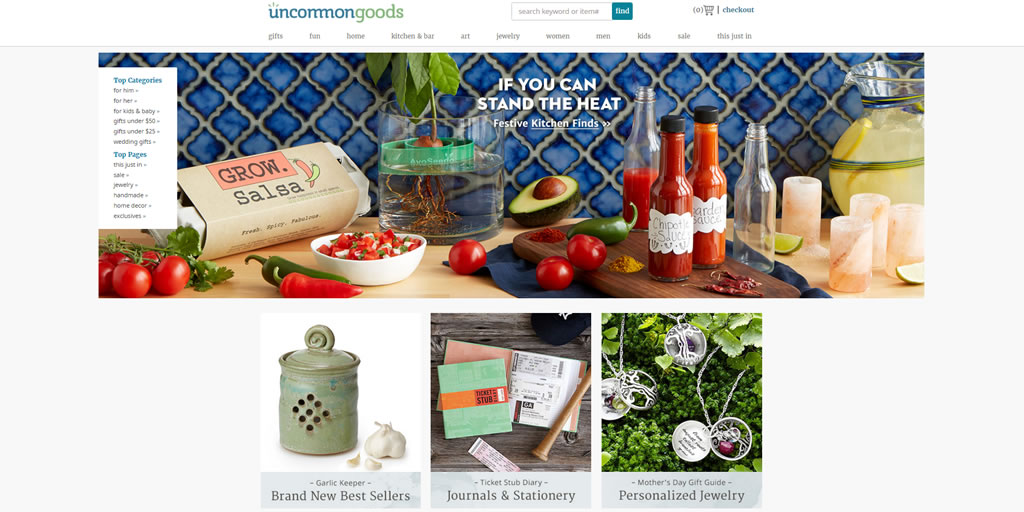 uncommongoods
search keyword or item#
find
(0) | checkout
gifts fun home kitchen & bar art jewelry women men kids sale this just in
Top Categories
for him »
for her »
for kids & baby »
gifts under $50 »
gifts under $25 »
wedding gifts »
Top Pages
this just in »
sale »
jewelry »
handmade »
home decor »
exclusives »
IF YOU CAN
STAND THE HEAT
Festive Kitchen Finds »
GROW.
Salsa
Fresh. Spicy. Fabulous.
Chipotle
Sauce
TICKET
STUB
GA
– Garlic Keeper –
Brand New Best Sellers
– Ticket Stub Diary –
Journals & Stationery
– Mother's Day Gift Guide –
Personalized Jewelry